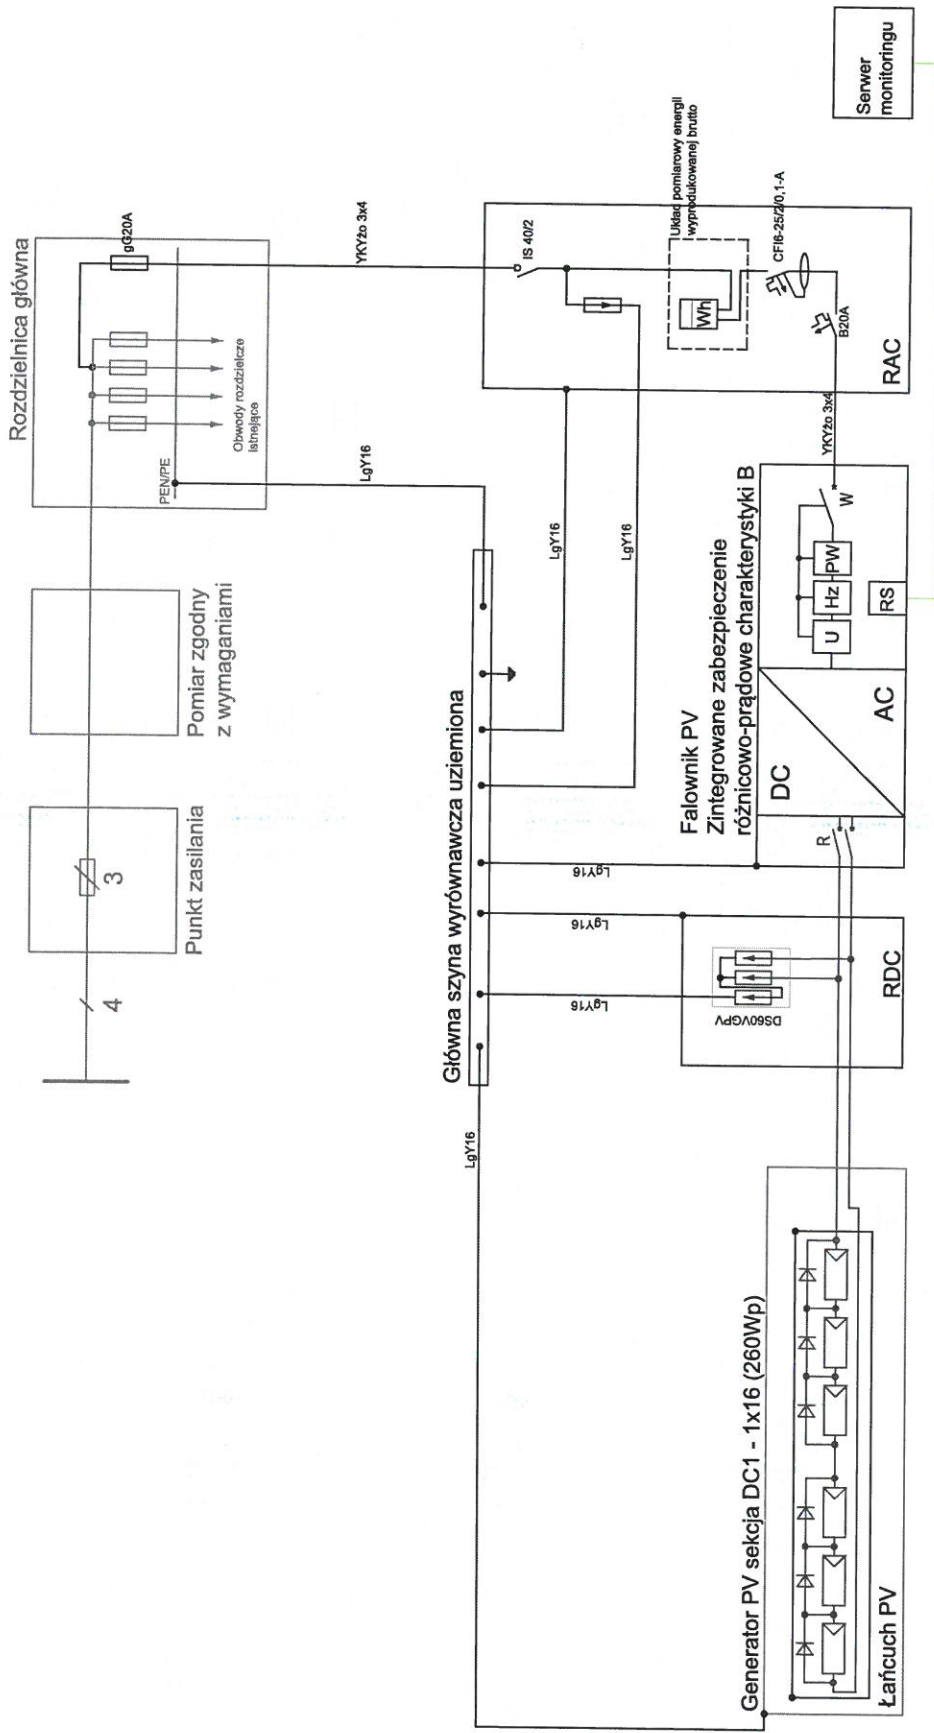 Rozdzielnica główna
gG20A
Obwody rozdzielcze
istniejące
PEN/PE
YKYżo 3x4
LgY16
Pomiar zgodny
z wymaganiami
Punkt zasilania
3
4
Główna szyna wyrównawcza uziemiona
LgY16
LgY16
LgY16
LgY16
LgY16
LgY16
IS 40/2
Układ pomiarowy energii
wyprodukowanej brutto
Wh
CFI6-25/2/0,1-A
B20A
RAC
Serwer
monitoringu
YKYżo 3x4
Falownik PV
Zintegrowane zabezpieczenie
różnicowo-prądowe charakterystyki B
DC
AC
U
Hz
PW
W
RS
R
DS60VGPV
RDC
Generator PV sekcja DC1 - 1x16 (260Wp)
Łańcuch PV